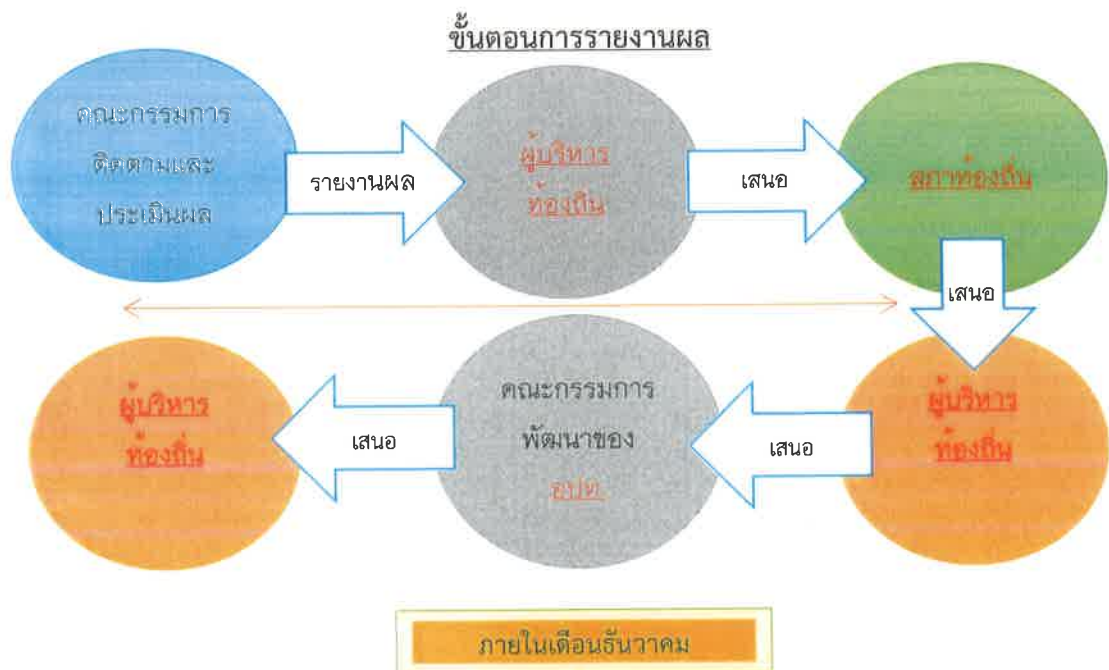 ขั้นตอนการรายงานผล
คณะกรรมการ
ติดตามและ
ประเมินผล
รายงานผล
ผู้บริหาร
ท้องถิ่น
เสนอ
สภาท้องถิ่น
เสนอ
ผู้บริหาร
ท้องถิ่น
เสนอ
คณะกรรมการ
พัฒนาของ
อปท.
เสนอ
ผู้บริหาร
ท้องถิ่น
ภายในเดือนธันวาคม